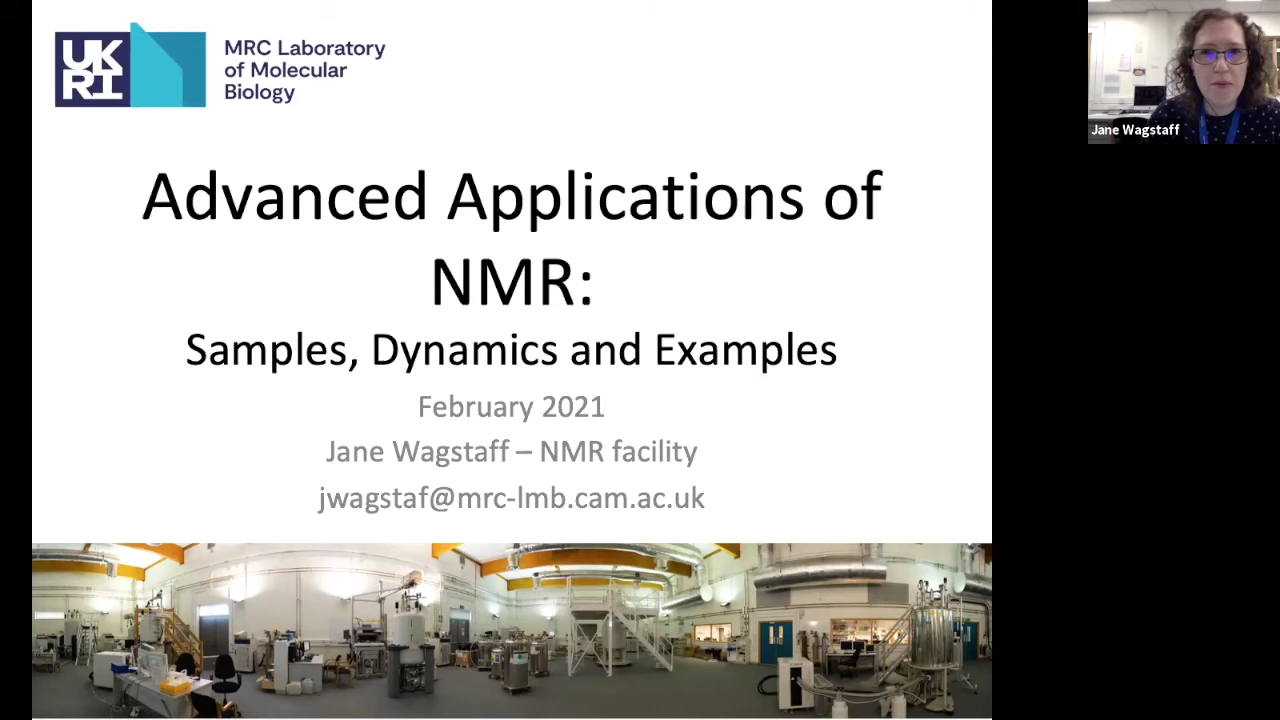 UK
RI
MRC Laboratory
of Molecular
Biology
Jane Wagstaff
Advanced Applications of
NMR:
Samples, Dynamics and Examples
February 2021
Jane Wagstaff – NMR facility
jwagstaf@mrc-lmb.cam.ac.uk